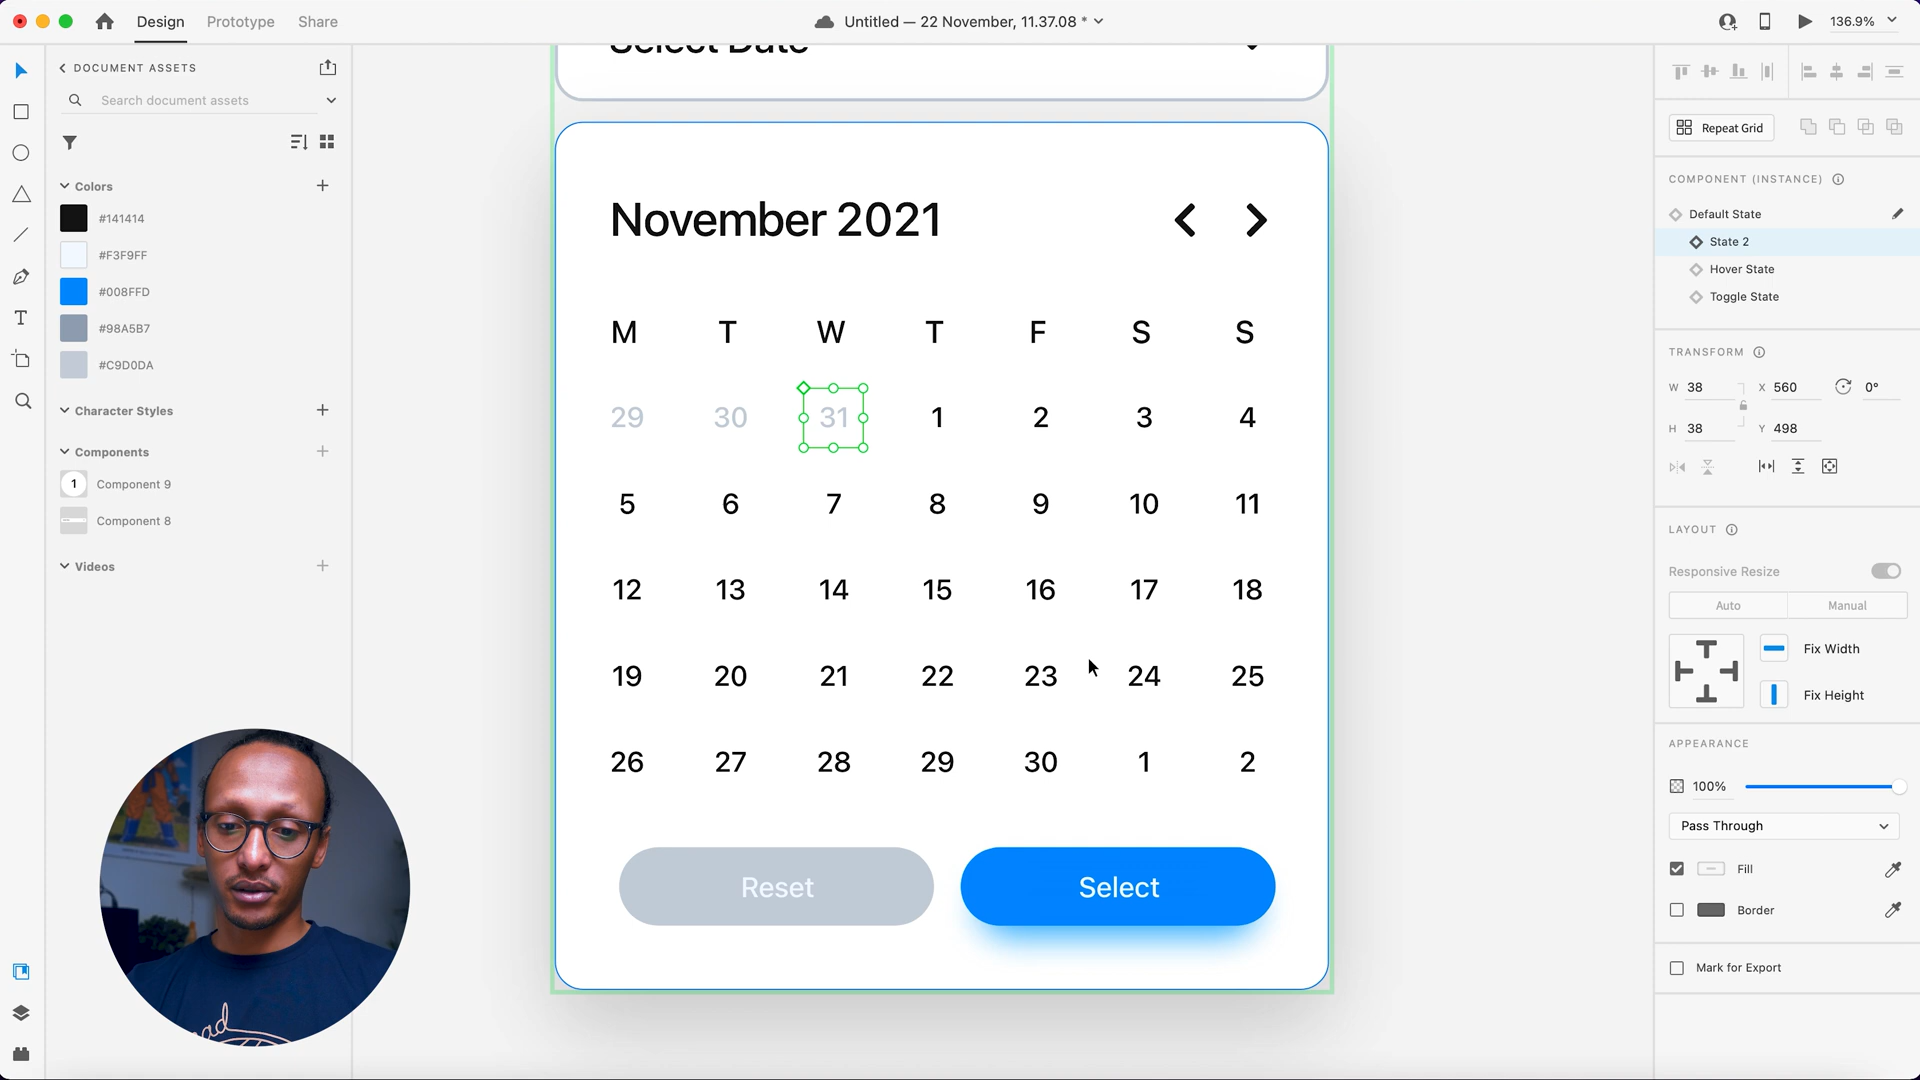 Design Prototype Share
Untitled — 22 November, 11.37.08 *
136.9%
DOCUMENT ASSETS
Search document assets
Colors
#141414
#F3F9FF
#008FFD
#98A5B7
#C9D0DA
Character Styles
Components
1 Component 9
Component 8
Videos
Select Date
November 2021
M T W T F S S
29 30 31 1 2 3 4
5 6 7 8 9 10 11
12 13 14 15 16 17 18
19 20 21 22 23 24 25
26 27 28 29 30 1 2
Reset Select
Repeat Grid
COMPONENT (INSTANCE)
Default State
State 2
Hover State
Toggle State
TRANSFORM
W 38 X 560 0°
H 38 Y 498
LAYOUT
Responsive Resize
Auto Manual
Fix Width
Fix Height
APPEARANCE
100%
Pass Through
Fill
Border
Mark for Export